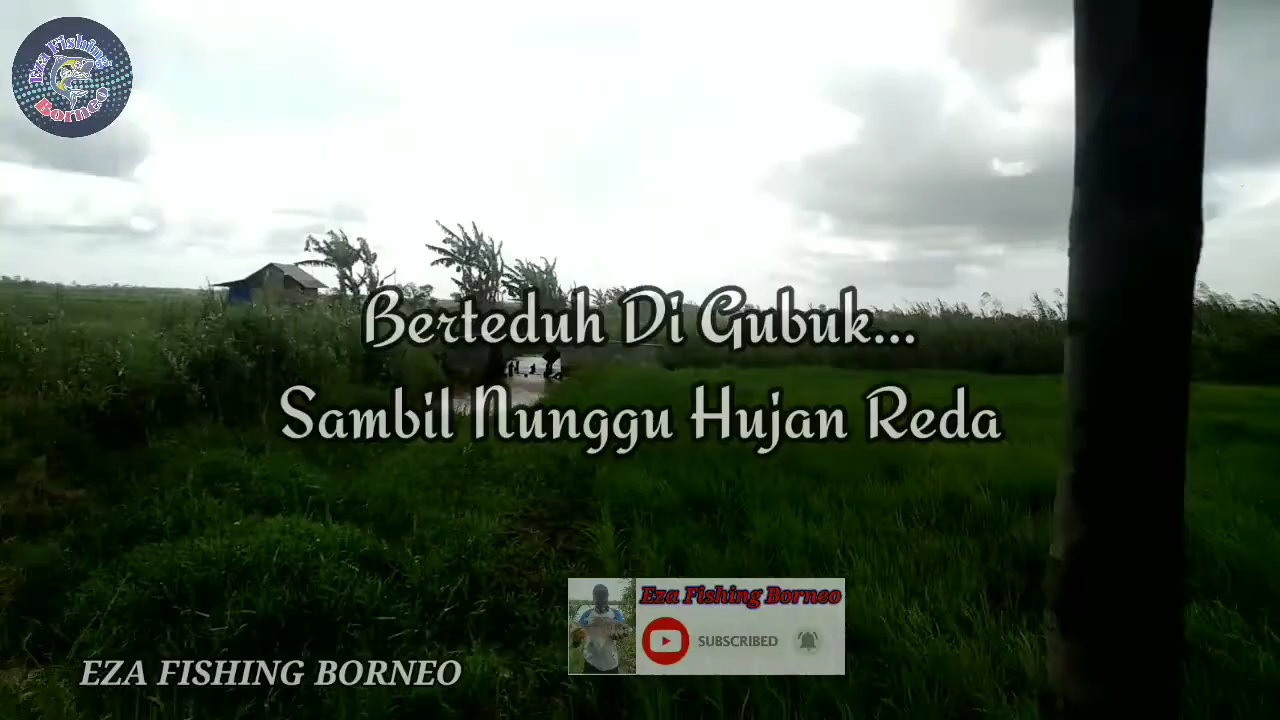 Eza Fishing
Borneo
Berteduh Di Gubuk...
Sambil Nunggu Hujan Reda
Eza Fishing Borneo
SUBSCRIBED
EZA FISHING BORNEO